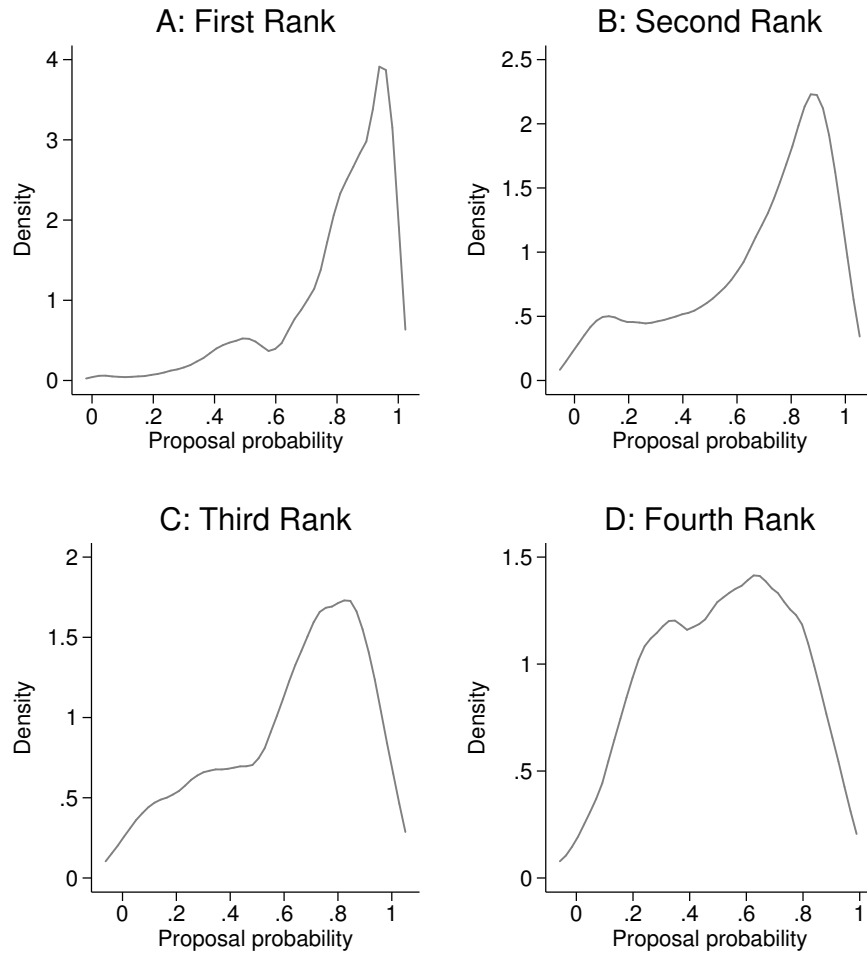 A: First Rank
4
3
2
1
0
Density
0 .2 .4 .6 .8 1
Proposal probability
B: Second Rank
2.5
2
1.5
1
.5
0
Density
0 .2 .4 .6 .8 1
Proposal probability
C: Third Rank
2
1.5
1
.5
0
Density
0 .2 .4 .6 .8 1
Proposal probability
D: Fourth Rank
1.5
1
.5
0
Density
0 .2 .4 .6 .8 1
Proposal probability